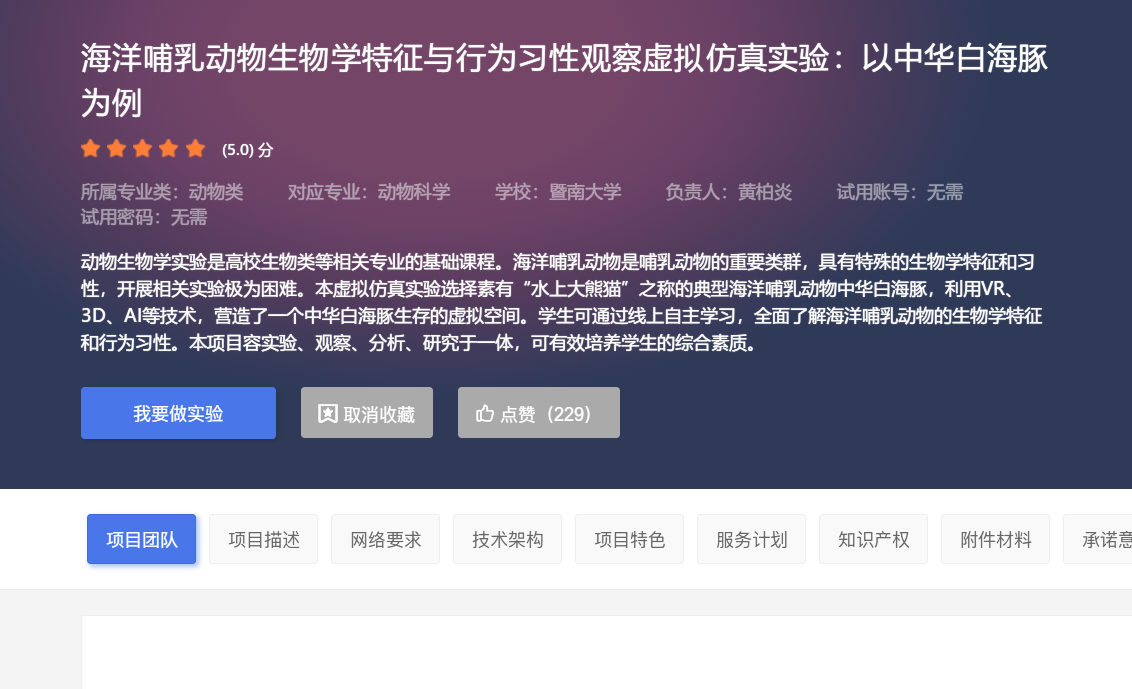 海洋哺乳动物生物学特征与行为习性观察虚拟仿真实验：以中华白海豚
为例
(5.0) 分
所属专业类：动物类 对应专业：动物科学 学校：暨南大学 负责人：黄柏炎 试用账号：无需
试用密码：无需
动物生物学实验是高校生物类等相关专业的基础课程。海洋哺乳动物是哺乳动物的重要类群，具有特殊的生物学特征和习
性，开展相关实验极为困难。本虚拟仿真实验选择素有“水上大熊猫”之称的典型海洋哺乳动物中华白海豚，利用VR、
3D、AI等技术，营造了一个中华白海豚生存的虚拟空间。学生可通过线上自主学习，全面了解海洋哺乳动物的生物学特征
和行为习性。本项目容实验、观察、分析、研究于一体，可有效培养学生的综合素质。
我要做实验 取消收藏 点赞（229）
项目团队 项目描述 网络要求 技术架构 项目特色 服务计划 知识产权 附件材料 承诺意